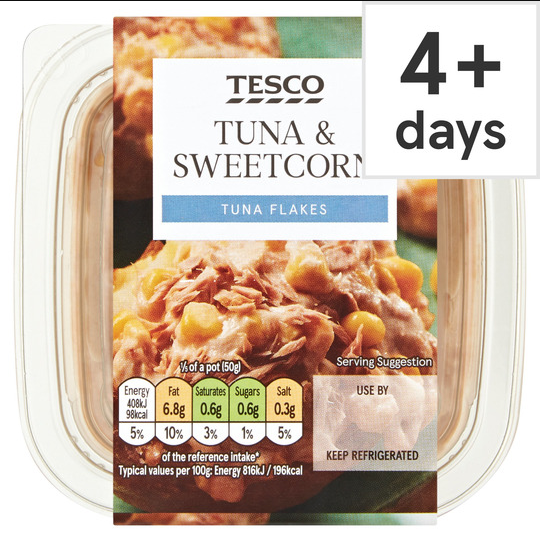 4+
days
TESCO
TUNA &
SWEETCORN
TUNA FLAKES
⅕ of a pot (50g)
Serving Suggestion
Energy
408kJ
98kcal
5%
Fat
6.8g
10%
Saturates
0.6g
3%
Sugars
0.6g
1%
Salt
0.3g
5%
of the reference intake*
Typical values per 100g: Energy 816kJ / 196kcal
USE BY
KEEP REFRIGERATED